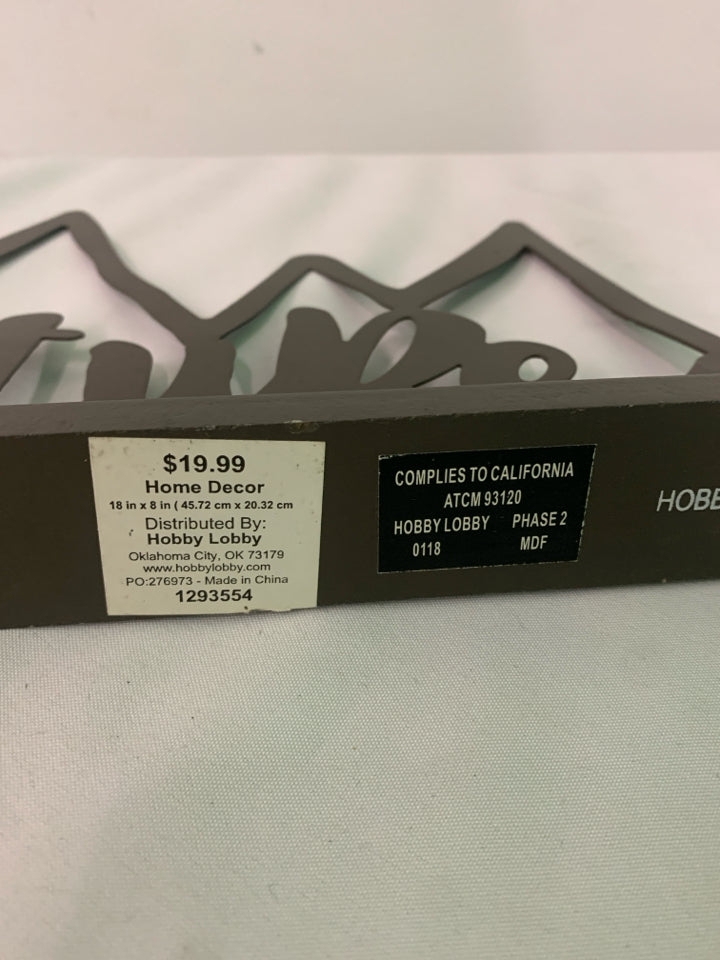 $19.99
Home Decor
18 in x 8 in ( 45.72 cm x 20.32 cm
Distributed By:
Hobby Lobby
Oklahoma City, OK 73179
www.hobbylobby.com
PO:276973 - Made in China
1293554
COMPLIES TO CALIFORNIA
ATCM 93120
HOBBY LOBBY PHASE 2
0118 MDF
HOBB